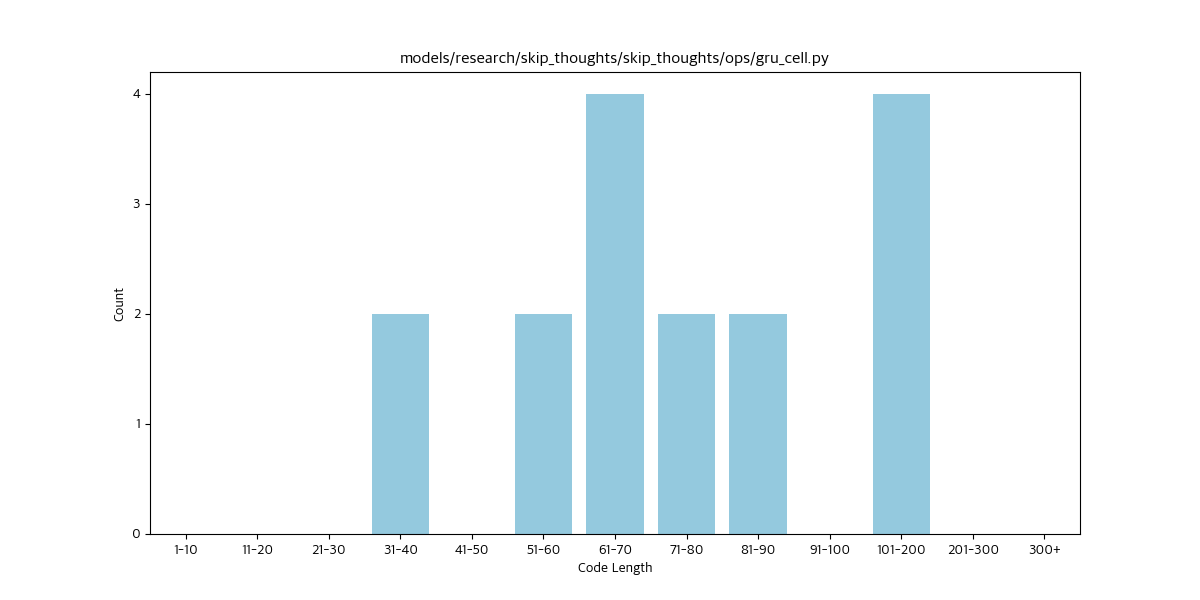 models/research/skip_thoughts/skip_thoughts/ops/gru_cell.py
4
3
2
1
0
Count
1-10 11-20 21-30 31-40 41-50 51-60 61-70 71-80 81-90 91-100 101-200 201-300 300+
Code Length